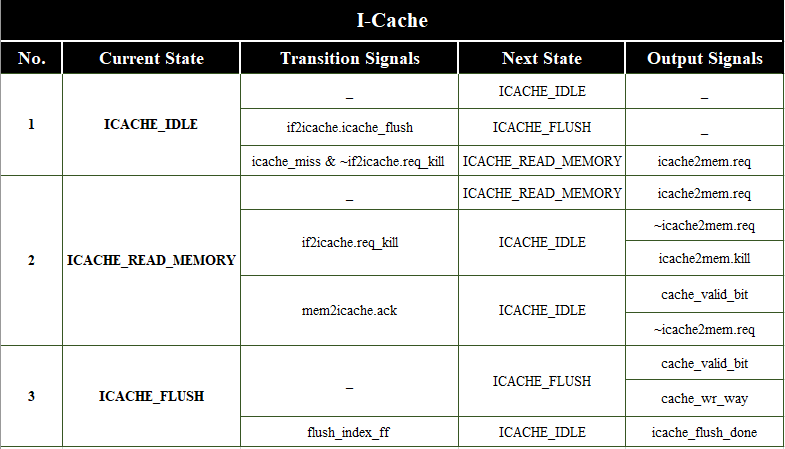 I-Cache
No. Current State Transition Signals Next State Output Signals
1 ICACHE_IDLE _ ICACHE_IDLE _
if2icache.icache_flush ICACHE_FLUSH _
icache_miss & ~if2icache.req_kill ICACHE_READ_MEMORY icache2mem.req
2 ICACHE_READ_MEMORY _ ICACHE_READ_MEMORY icache2mem.req
if2icache.req_kill ICACHE_IDLE ~icache2mem.req
icache2mem.kill
mem2icache.ack ICACHE_IDLE cache_valid_bit
~icache2mem.req
3 ICACHE_FLUSH _ ICACHE_FLUSH cache_valid_bit
cache_wr_way
flush_index_ff ICACHE_IDLE icache_flush_done